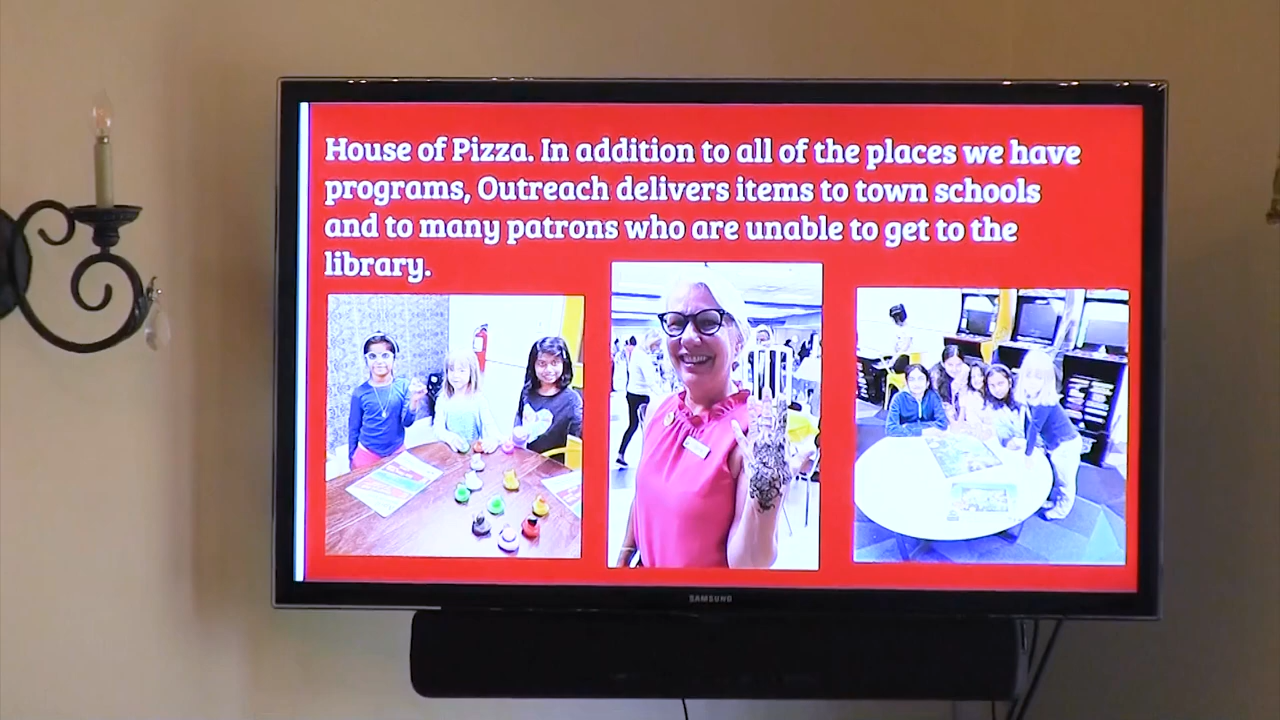 House of Pizza. In addition to all of the places we have
programs, Outreach delivers items to town schools
and to many patrons who are unable to get to the
library.
SAMSUNG